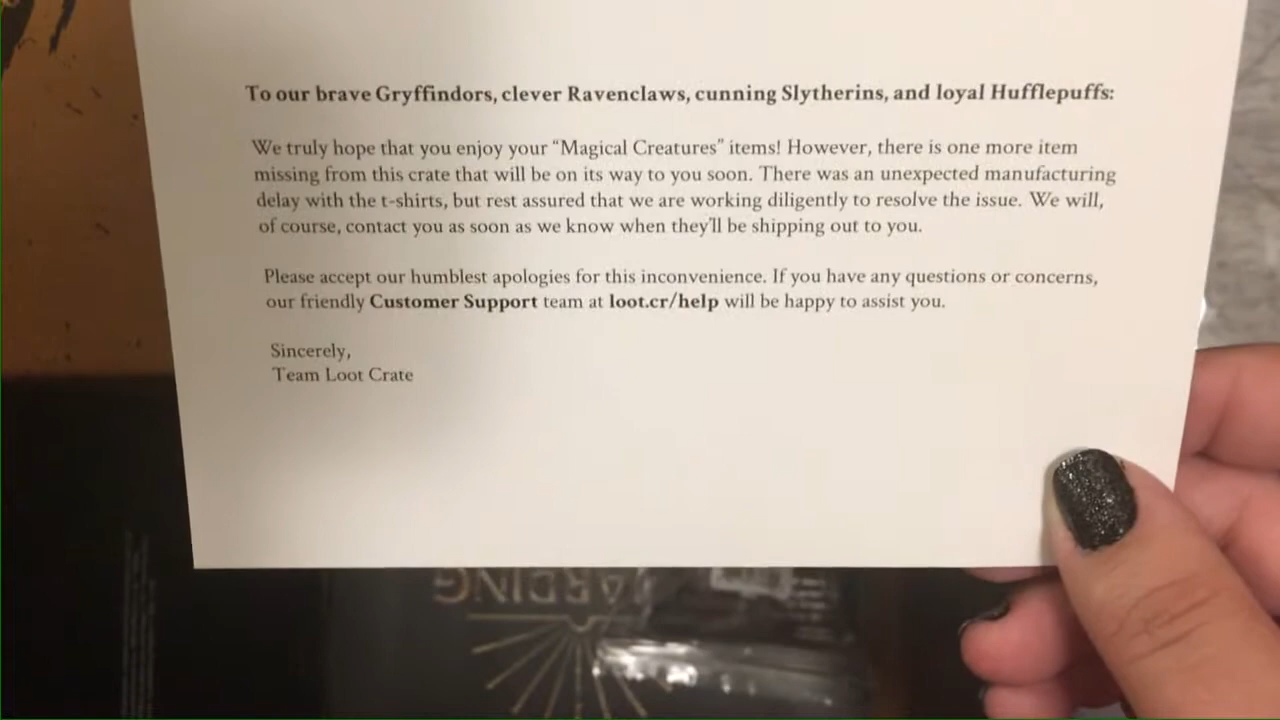 To our brave Gryffindors, clever Ravenclaws, cunning Slytherins, and loyal Hufflepuffs:
We truly hope that you enjoy your “Magical Creatures” items! However, there is one more item
missing from this crate that will be on its way to you soon. There was an unexpected manufacturing
delay with the t-shirts, but rest assured that we are working diligently to resolve the issue. We will,
of course, contact you as soon as we know when they'll be shipping out to you.
Please accept our humblest apologies for this inconvenience. If you have any questions or concerns,
our friendly Customer Support team at loot.cr/help will be happy to assist you.
Sincerely,
Team Loot Crate